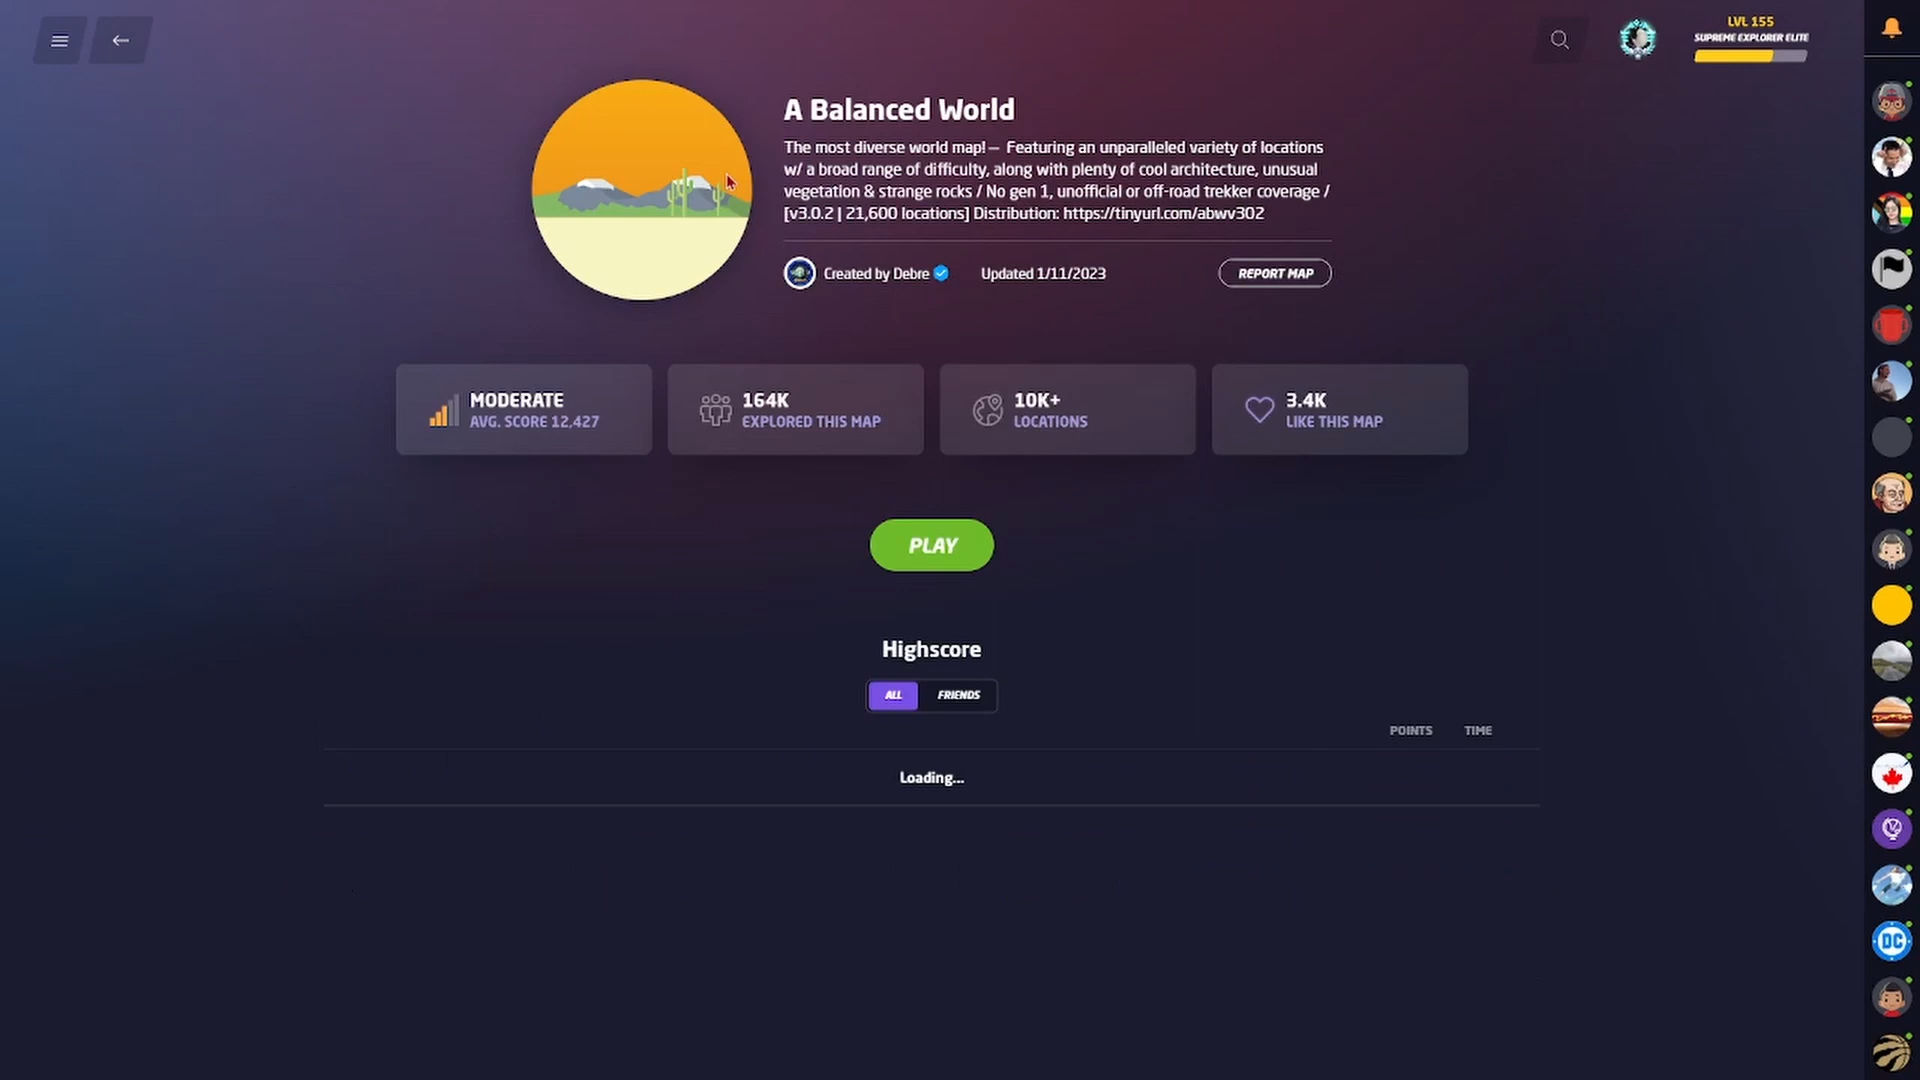 LVL 155
SUPREME EXPLORER ELITE
A Balanced World
The most diverse world map! — Featuring an unparalleled variety of locations
w/ a broad range of difficulty, along with plenty of cool architecture, unusual
vegetation & strange rocks / No gen 1, unofficial or off-road trekker coverage /
[v3.0.2 | 21,600 locations] Distribution: https://tinyurl.com/abwv302
Created by Debre
Updated 1/11/2023
REPORT MAP
MODERATE
AVG. SCORE 12,427
164K
EXPLORED THIS MAP
10K+
LOCATIONS
3.4K
LIKE THIS MAP
PLAY
Highscore
ALL
FRIENDS
POINTS
TIME
Loading...
DC